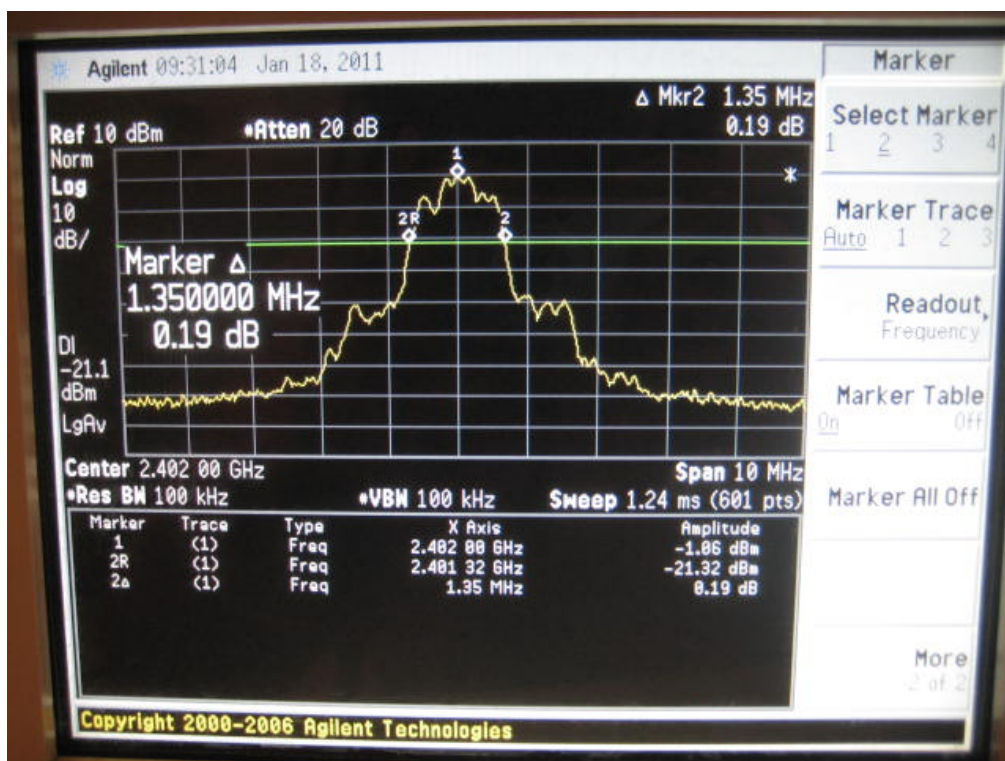 Agilent 09:31:04 Jan 18, 2011
Marker
Δ Mkr2 1.35 MHz
Ref 10 dBm *Atten 20 dB 0.19 dB
Norm
Log
10
dB/
1
2R
2
*
Marker Δ
1.350000 MHz
0.19 dB
DI
-21.1
dBm
LgAv
Center 2.402 00 GHz Span 10 MHz
*Res BW 100 kHz *VBW 100 kHz Sweep 1.24 ms (601 pts)
Marker Trace Type X Axis Amplitude
1 (1) Freq 2.402 00 GHz -1.06 dBm
2R (1) Freq 2.401 32 GHz -21.32 dBm
2Δ (1) Freq 1.35 MHz 0.19 dB
Copyright 2000-2006 Agilent Technologies
Select Marker
1 2 3 4
Marker Trace
Auto 1 2 3
Readout,
Frequency
Marker Table
On Off
Marker All Off
More
2 of 2